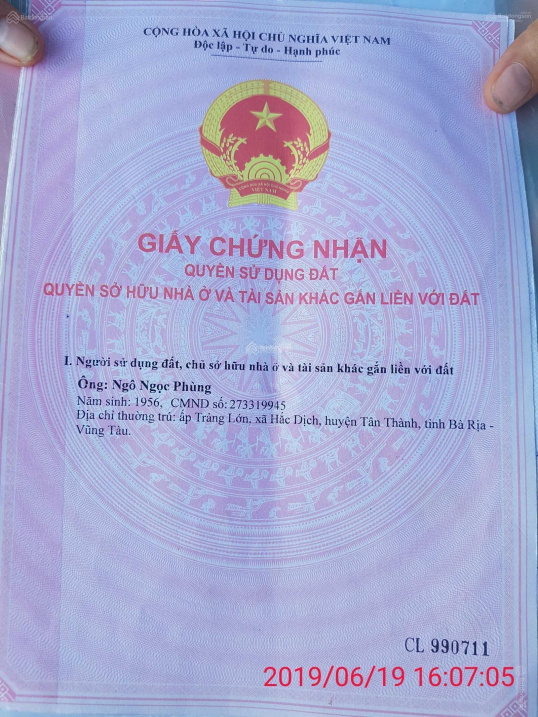 CỘNG HÒA XÃ HỘI CHỦ NGHĨA VIỆT NAM
Độc lập - Tự do - Hạnh phúc
VIỆT NAM
GIẤY CHỨNG NHẬN
QUYỀN SỬ DỤNG ĐẤT
QUYỀN SỞ HỮU NHÀ Ở VÀ TÀI SẢN KHÁC GẮN LIỀN VỚI ĐẤT
I. Người sử dụng đất, chủ sở hữu nhà ở và tài sản khác gắn liền với đất
Ông: Ngô Ngọc Phùng
Năm sinh: 1956, CMND số: 273319945
Địa chỉ thường trú: ấp Trảng Lớn, xã Hắc Dịch, huyện Tân Thành, tỉnh Bà Rịa -
Vũng Tàu.
CL 990711
2019/06/19 16:07:05